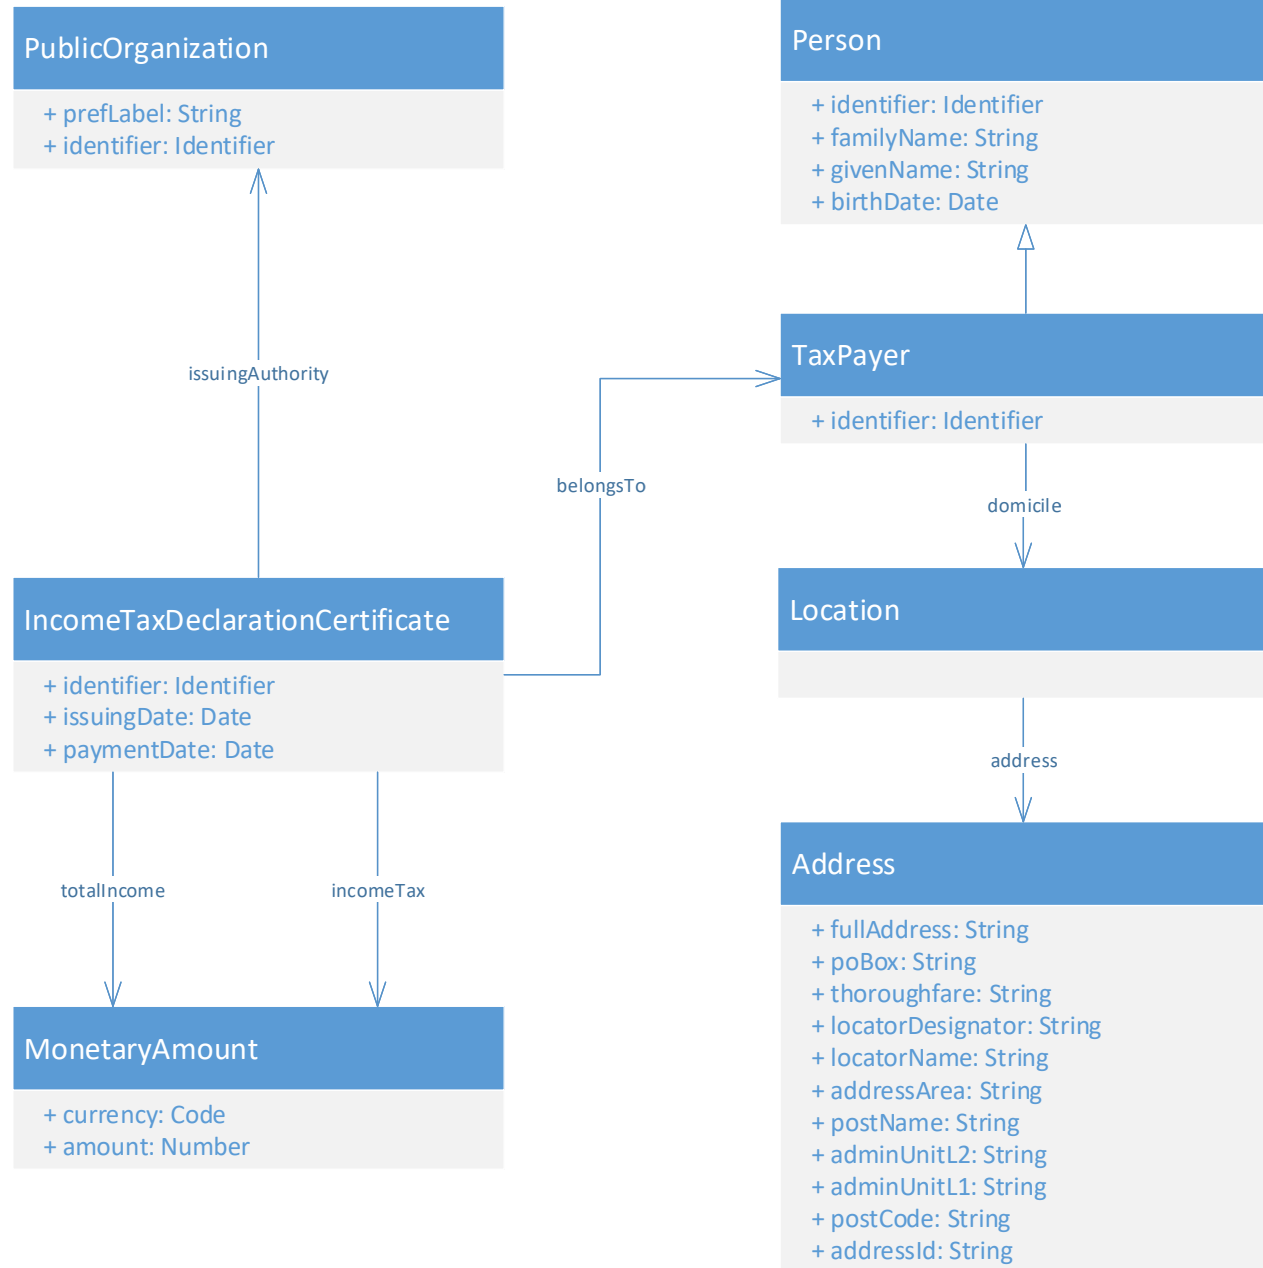 PublicOrganization
+ prefLabel: String
+ identifier: Identifier
Person
+ identifier: Identifier
+ familyName: String
+ givenName: String
+ birthDate: Date
issuingAuthority
TaxPayer
+ identifier: Identifier
belongsTo
domicile
IncomeTaxDeclarationCertificate
+ identifier: Identifier
+ issuingDate: Date
+ paymentDate: Date
Location
address
totalIncome
incomeTax
MonetaryAmount
+ currency: Code
+ amount: Number
Address
+ fullAddress: String
+ poBox: String
+ thoroughfare: String
+ locatorDesignator: String
+ locatorName: String
+ addressArea: String
+ postName: String
+ adminUnitL2: String
+ adminUnitL1: String
+ postCode: String
+ addressId: String